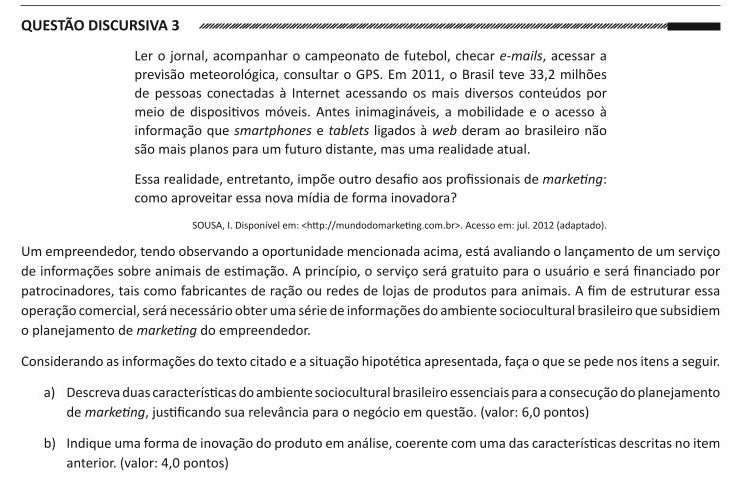 QUESTÃO DISCURSIVA 3
Ler o jornal, acompanhar o campeonato de futebol, checar e-mails, acessar a
previsão meteorológica, consultar o GPS. Em 2011, o Brasil teve 33,2 milhões
de pessoas conectadas à Internet acessando os mais diversos conteúdos por
meio de dispositivos móveis. Antes inimagináveis, a mobilidade e o acesso à
informação que smartphones e tablets ligados à web deram ao brasileiro não
são mais planos para um futuro distante, mas uma realidade atual.
Essa realidade, entretanto, impõe outro desafio aos profissionais de marketing:
como aproveitar essa nova mídia de forma inovadora?
SOUSA, I. Disponível em: <http://mundodomarketing.com.br>. Acesso em: jul. 2012 (adaptado).
Um empreendedor, tendo observando a oportunidade mencionada acima, está avaliando o lançamento de um serviço
de informações sobre animais de estimação. A princípio, o serviço será gratuito para o usuário e será financiado por
patrocinadores, tais como fabricantes de ração ou redes de lojas de produtos para animais. A fim de estruturar essa
operação comercial, será necessário obter uma série de informações do ambiente sociocultural brasileiro que subsidiem
o planejamento de marketing do empreendedor.
Considerando as informações do texto citado e a situação hipotética apresentada, faça o que se pede nos itens a seguir.
a) Descreva duas características do ambiente sociocultural brasileiro essenciais para a consecução do planejamento
de marketing, justificando sua relevância para o negócio em questão. (valor: 6,0 pontos)
b) Indique uma forma de inovação do produto em análise, coerente com uma das características descritas no item
anterior. (valor: 4,0 pontos)